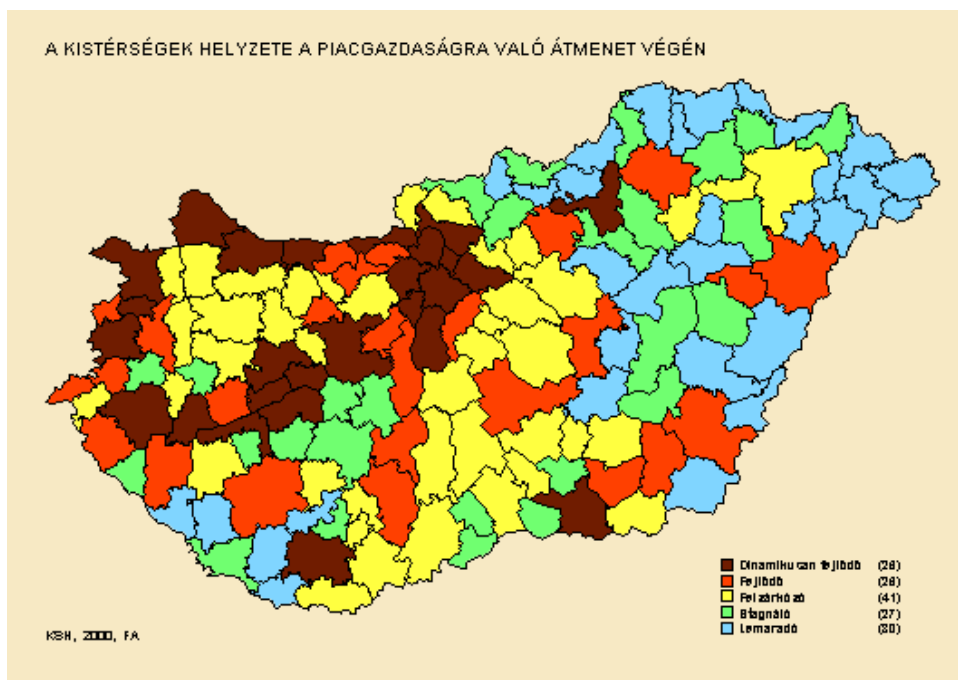 A KISTÉRSÉGEK HELYZETE A PIACGAZDASÁGRA VALÓ ÁTMENET VÉGÉN
Dinamikusan fejlődő (26)
Fejlődő (26)
Felzárkózó (41)
Stagnáló (27)
Lemaradó (30)
KSH, 2000, FA